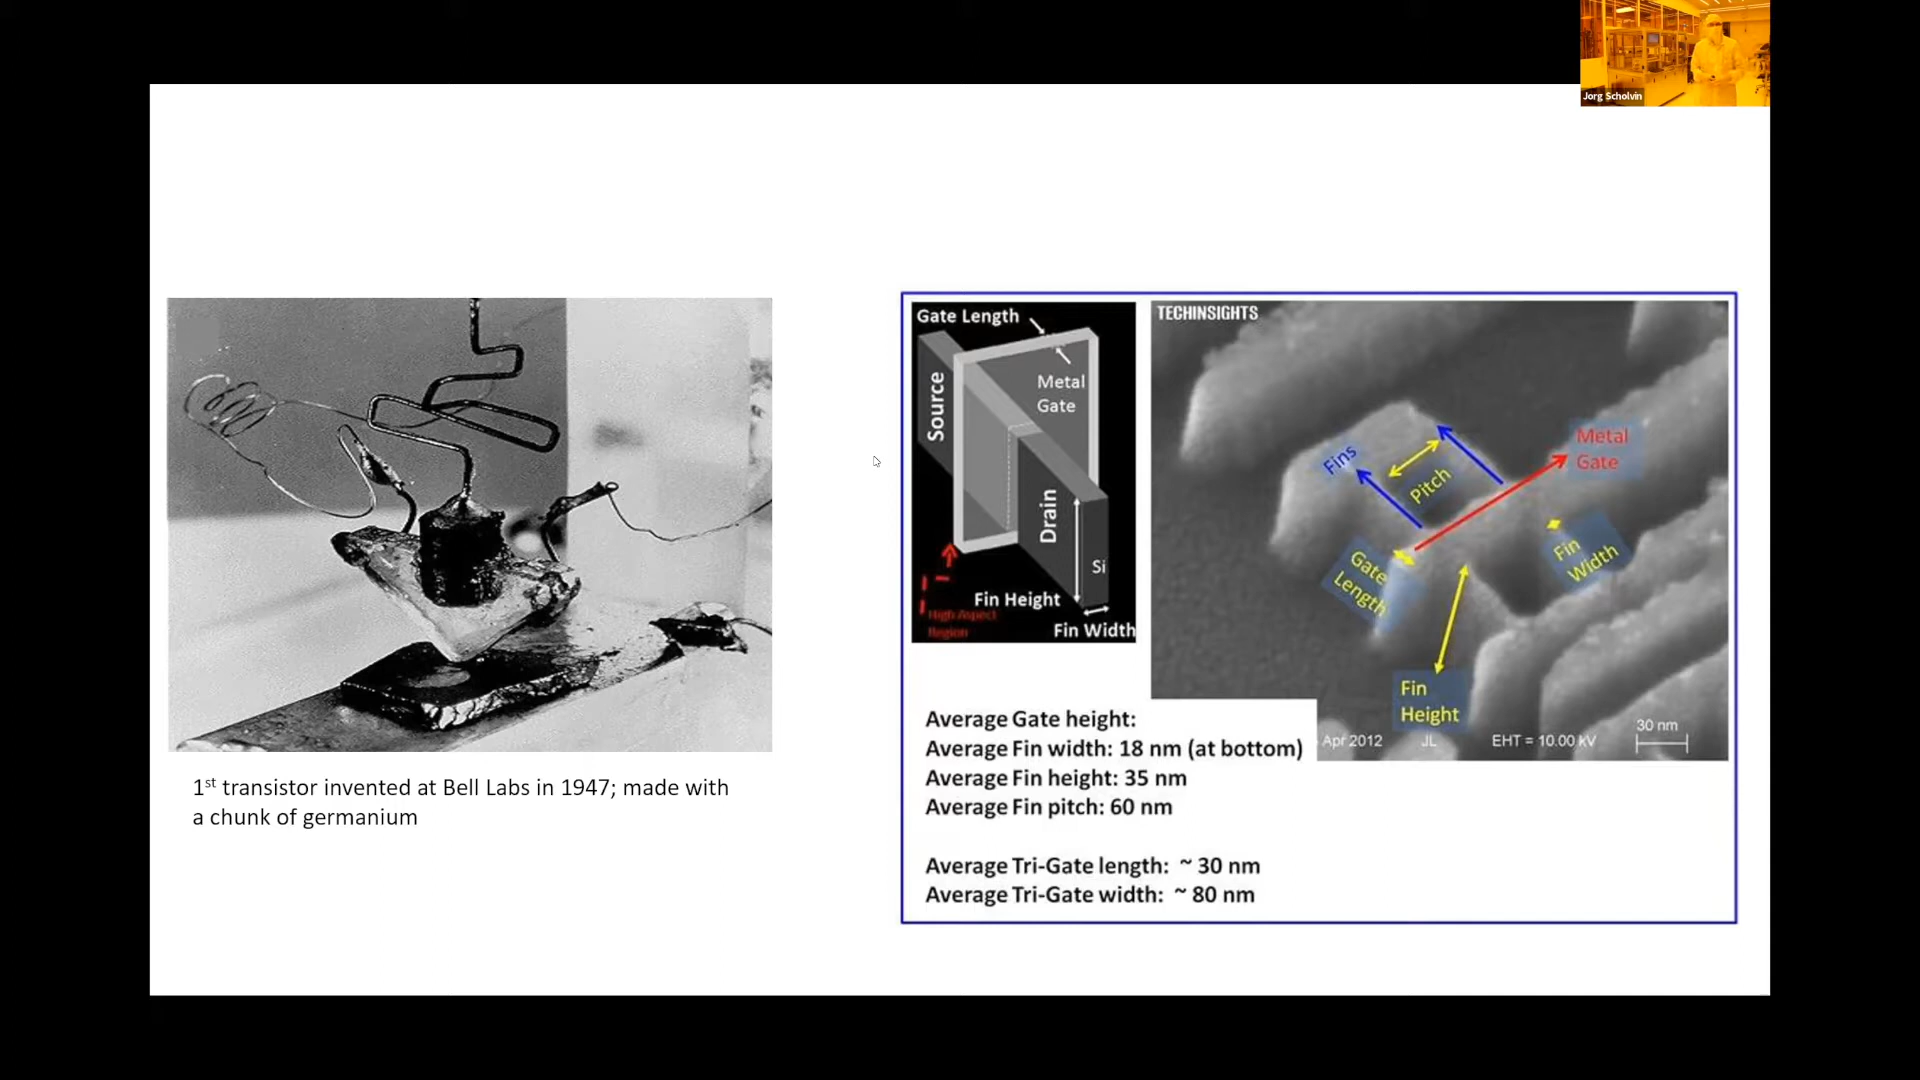 Jorg Scholvin
1st transistor invented at Bell Labs in 1947; made with
a chunk of germanium
Gate Length
Source
Metal
Gate
Drain
Si
Fin Height
High Aspect
Region
Fin Width
TECHINSIGHTS
Fins
Pitch
Metal
Gate
Gate
Length
Fin
Width
Fin
Height
Apr 2012 JL EHT = 10.00 kV 30 nm
Average Gate height:
Average Fin width: 18 nm (at bottom)
Average Fin height: 35 nm
Average Fin pitch: 60 nm
Average Tri-Gate length: ~ 30 nm
Average Tri-Gate width: ~ 80 nm